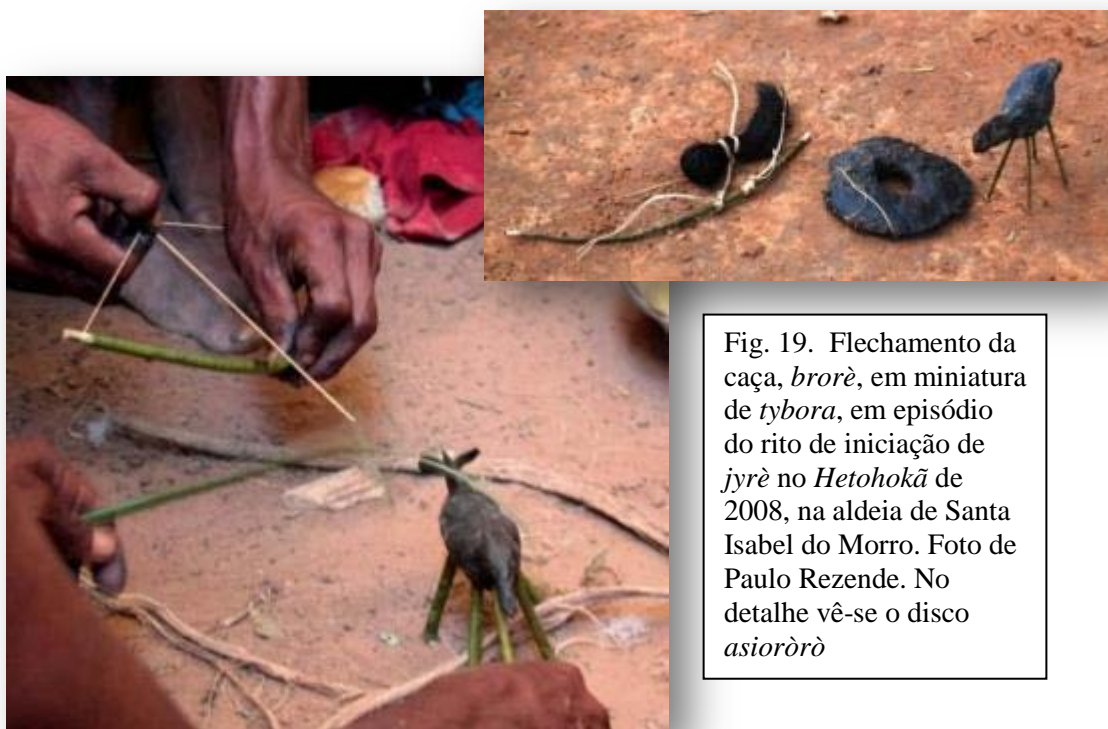 Fig. 19. Flechamento da
caça, brorè, em miniatura
de tybora, em episódio
do rito de iniciação de
jyrè no Hetohokã de
2008, na aldeia de Santa
Isabel do Morro. Foto de
Paulo Rezende. No
detalhe vê-se o disco
asioròrò